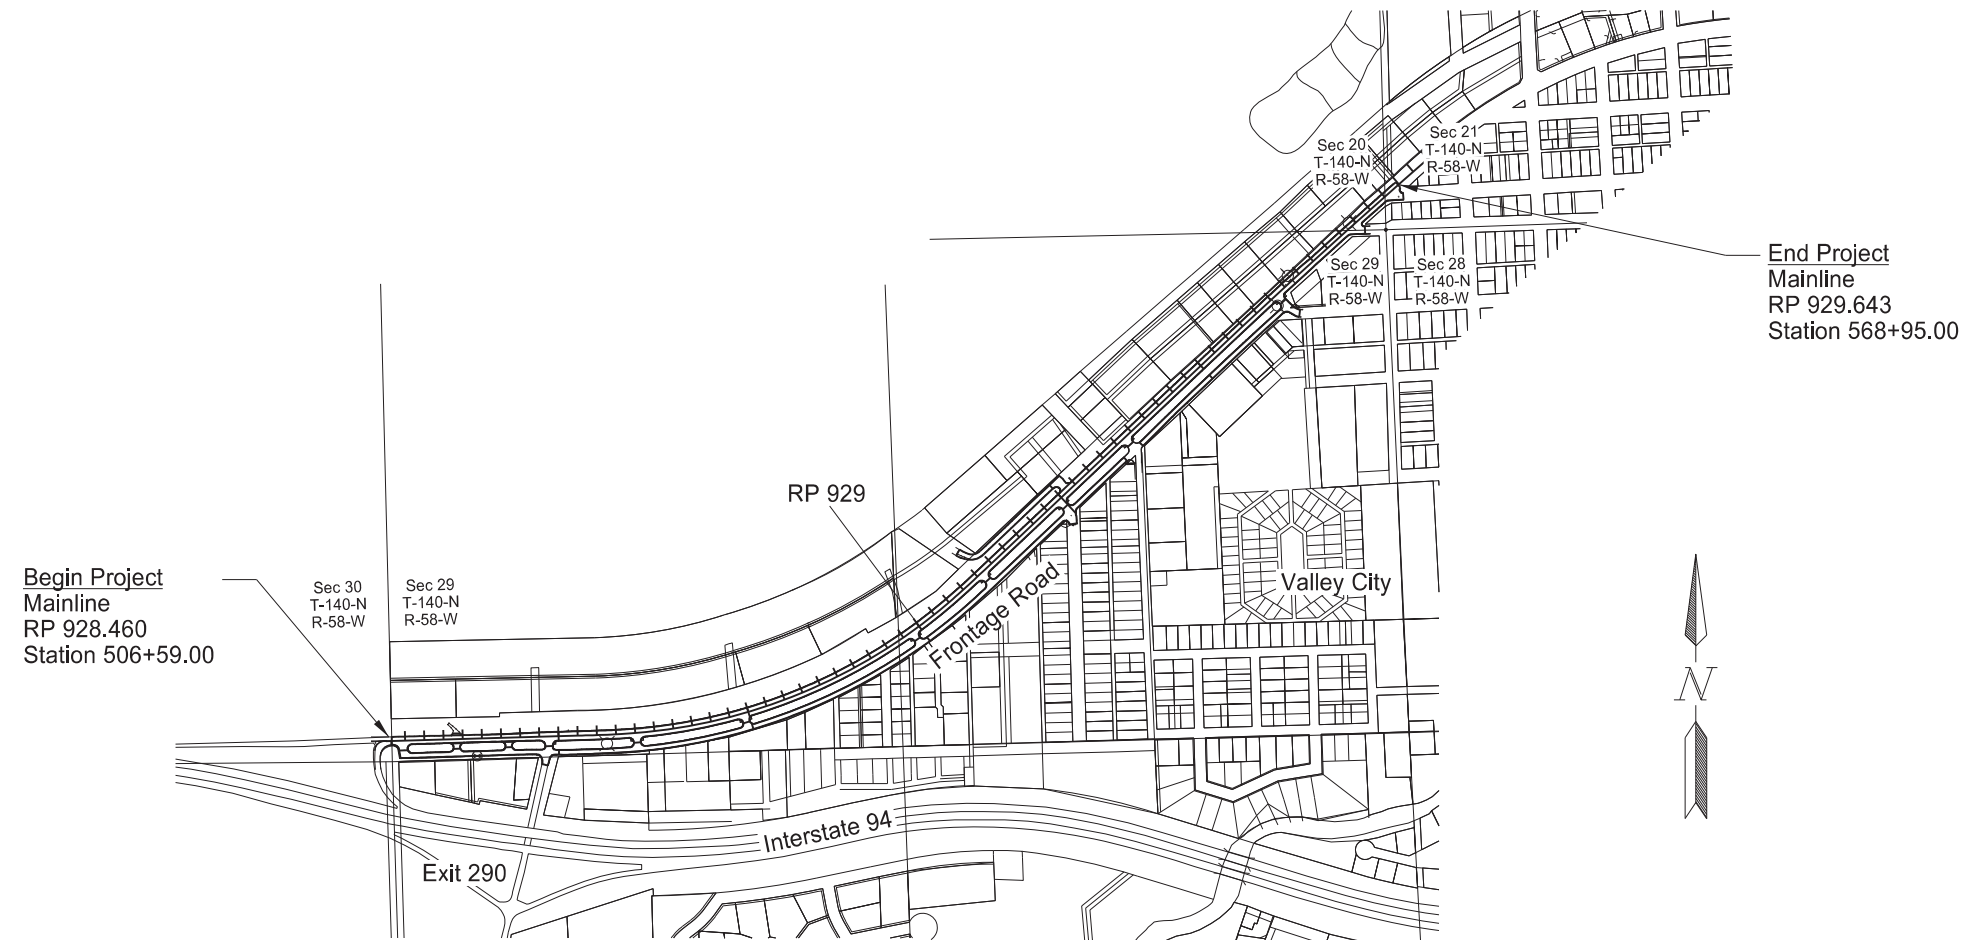 Sec 20
T-140-N
R-58-W
Sec 21
T-140-N
R-58-W
End Project
Mainline
RP 929.643
Station 568+95.00
Sec 29
T-140-N
R-58-W
Sec 28
T-140-N
R-58-W
RP 929
Begin Project
Mainline
RP 928.460
Station 506+59.00
Sec 30
T-140-N
R-58-W
Sec 29
T-140-N
R-58-W
Frontage Road
Valley City
N
Interstate 94
Exit 290